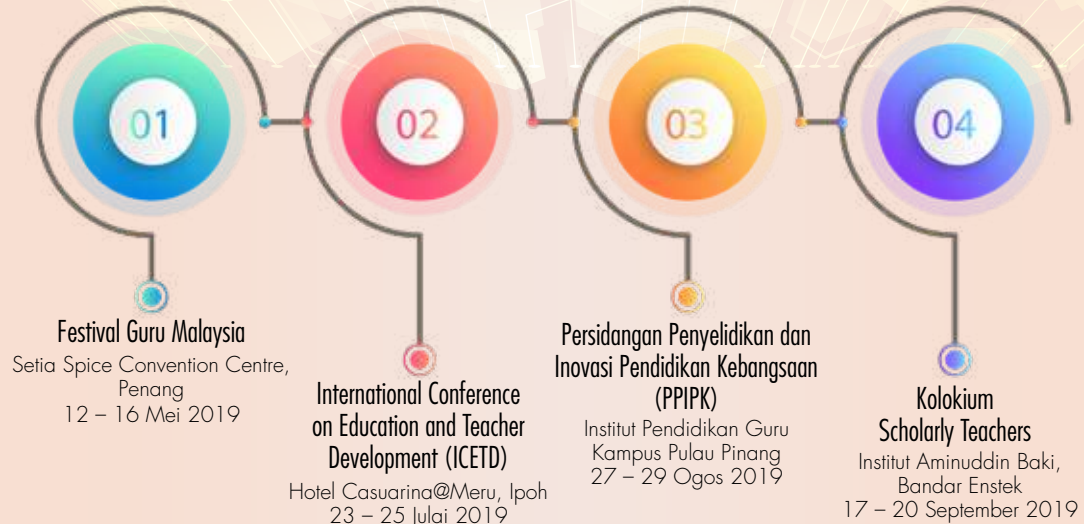 01
Festival Guru Malaysia
Setia Spice Convention Centre,
Penang
12 – 16 Mei 2019
02
International Conference
on Education and Teacher
Development (ICETD)
Hotel Casuarina@Meru, Ipoh
23 – 25 Julai 2019
03
Persidangan Penyelidikan dan
Inovasi Pendidikan Kebangsaan
(PPIPK)
Institut Pendidikan Guru
Kampus Pulau Pinang
27 – 29 Ogos 2019
04
Kolokium
Scholarly Teachers
Institut Aminuddin Baki,
Bandar Enstek
17 – 20 September 2019